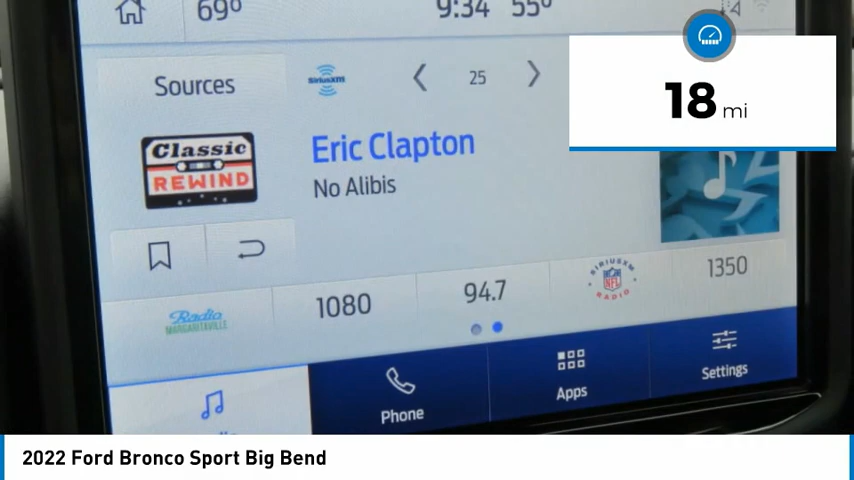 69°
9:34 55°
Sources
SiriusXM
25
18 mi
Classic
REWIND
Eric Clapton
No Alibis
Radio
MARGARITAVILLE
1080
94.7
SIRIUSXM
NFL
RADIO
1350
Phone
Apps
Settings
2022 Ford Bronco Sport Big Bend